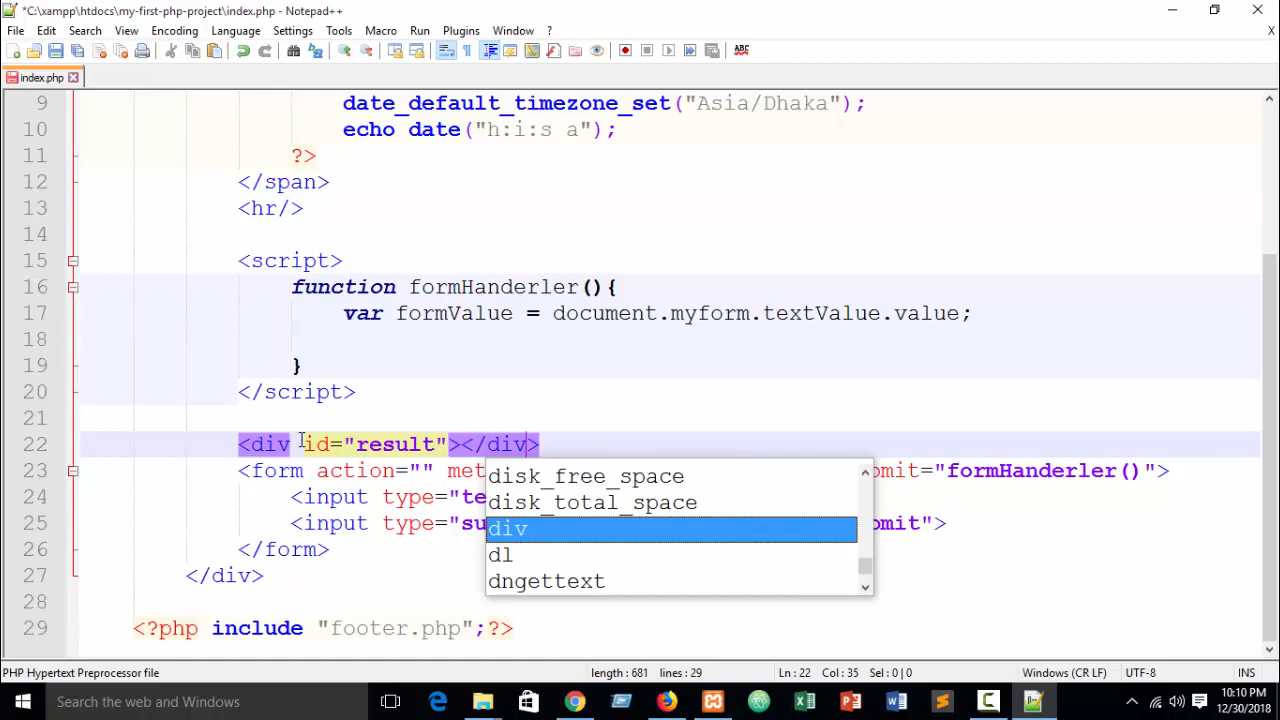 *C:\xampp\htdocs\my-first-php-project\index.php - Notepad++
File Edit Search View Encoding Language Settings Tools Macro Run Plugins Window ?
X
ABC
index.php
9 date_default_timezone_set("Asia/Dhaka");
10 echo date("h:i:s a");
11 ?>
12 </span>
13 <hr/>
14
15 <script>
16 function formHanderler(){
17 var formValue = document.myform.textValue.value;
18
19 }
20 </script>
21
22 <div id="result"></div>
23 <form action="" met omit="formHanderler()">
disk_free_space
24 <input type="te
disk_total_space
25 <input type="su omit">
div
26 </form>
dl
27 </div>
dngettext
28
29 <?php include "footer.php";?>
PHP Hypertext Preprocessor file length : 681 lines : 29 Ln : 22 Col : 35 Sel : 0 | 0 Windows (CR LF) UTF-8 INS
Search the web and Windows
10:10 PM
12/30/2018